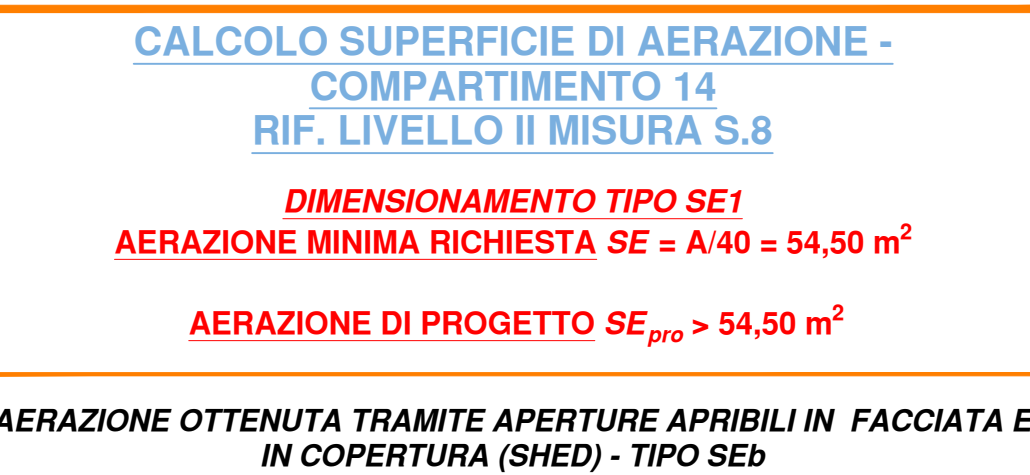 CALCOLO SUPERFICIE DI AERAZIONE -
COMPARTIMENTO 14
RIF. LIVELLO II MISURA S.8
DIMENSIONAMENTO TIPO SE1
AERAZIONE MINIMA RICHIESTA SE = A/40 = 54,50 m²
AERAZIONE DI PROGETTO SEpro > 54,50 m²
AERAZIONE OTTENUTA TRAMITE APERTURE APRIBILI IN FACCIATA E
IN COPERTURA (SHED) - TIPO SEb